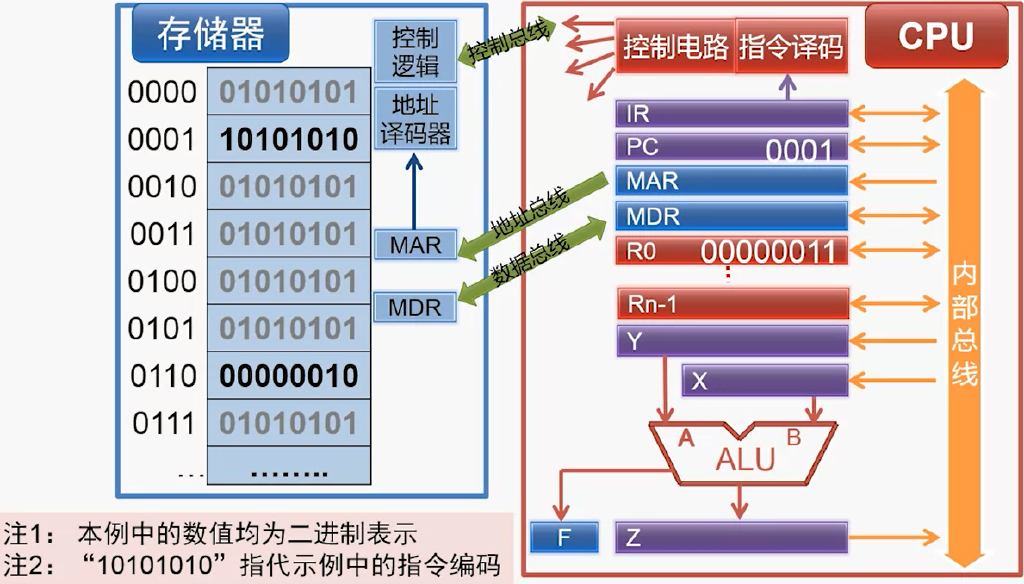 存储器
控制
逻辑
地址
译码器
0000 01010101
0001 10101010
0010 01010101
0011 01010101
0100 01010101
0101 01010101
0110 00000010
0111 01010101
... ........
MAR
MDR
控制总线
地址总线
数据总线
CPU
控制电路 指令译码
IR
PC 0001
MAR
MDR
R0 00000011
Rn-1
Y
X
A B
ALU
F
Z
内部总线
注1: 本例中的数值均为二进制表示
注2: “10101010”指代示例中的指令编码